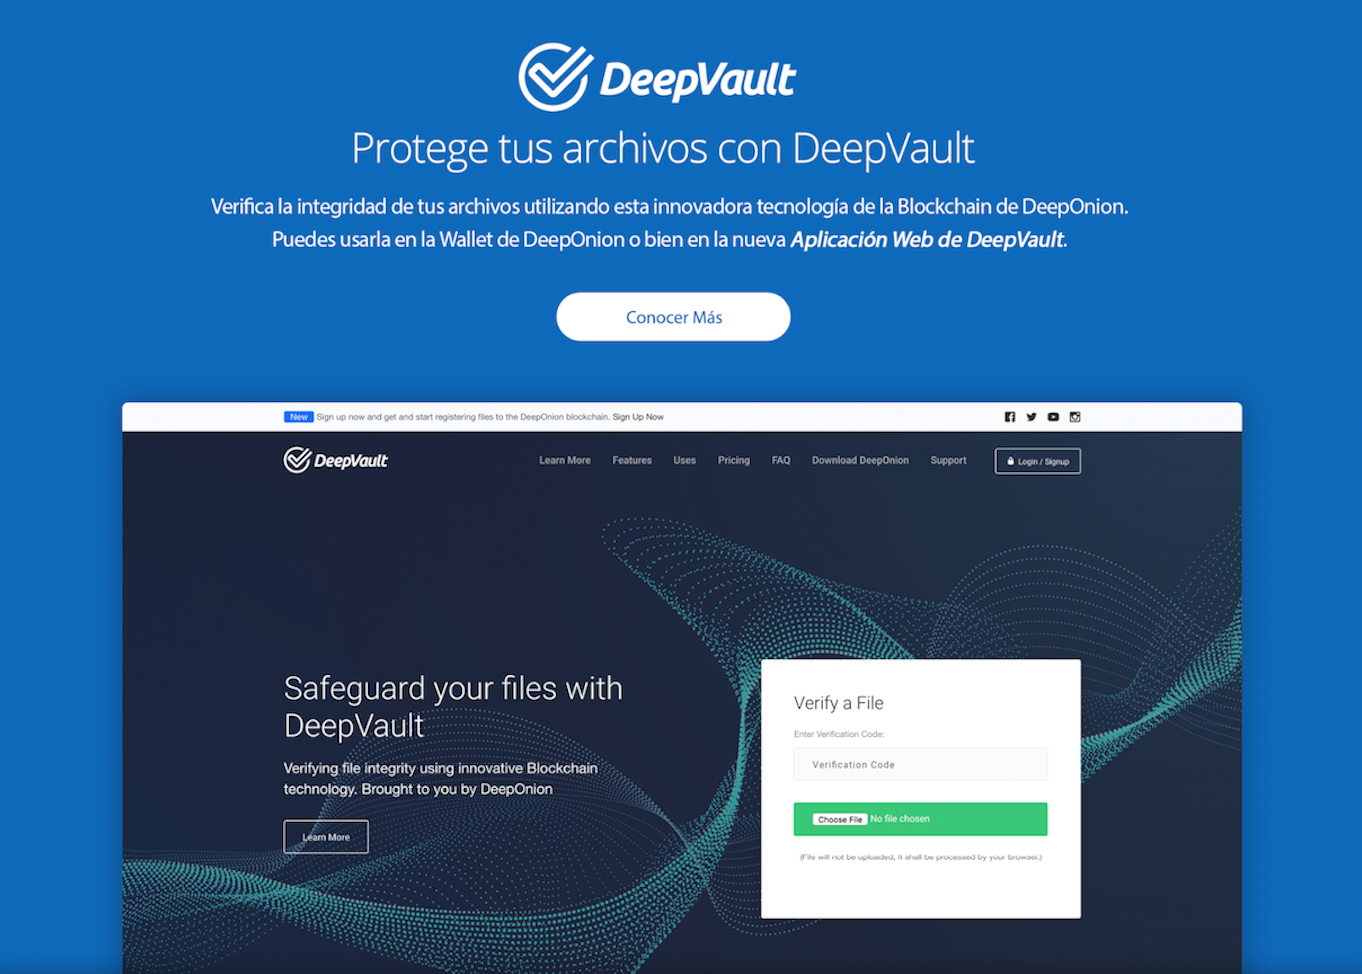 DeepVault
Protege tus archivos con DeepVault
Verifica la integridad de tus archivos utilizando esta innovadora tecnología de la Blockchain de DeepOnion.
Puedes usarla en la Wallet de DeepOnion o bien en la nueva Aplicación Web de DeepVault.
Conocer Más
New Sign up now and get and start registering files to the DeepOnion blockchain. Sign Up Now
DeepVault Learn More Features Uses Pricing FAQ Download DeepOnion Support Login / Signup
Safeguard your files with
DeepVault
Verifying file integrity using innovative Blockchain
technology. Brought to you by DeepOnion
Learn More
Verify a File
Enter Verification Code:
Verification Code
Choose File No file chosen
(File will not be uploaded, it shall be processed by your browser.)